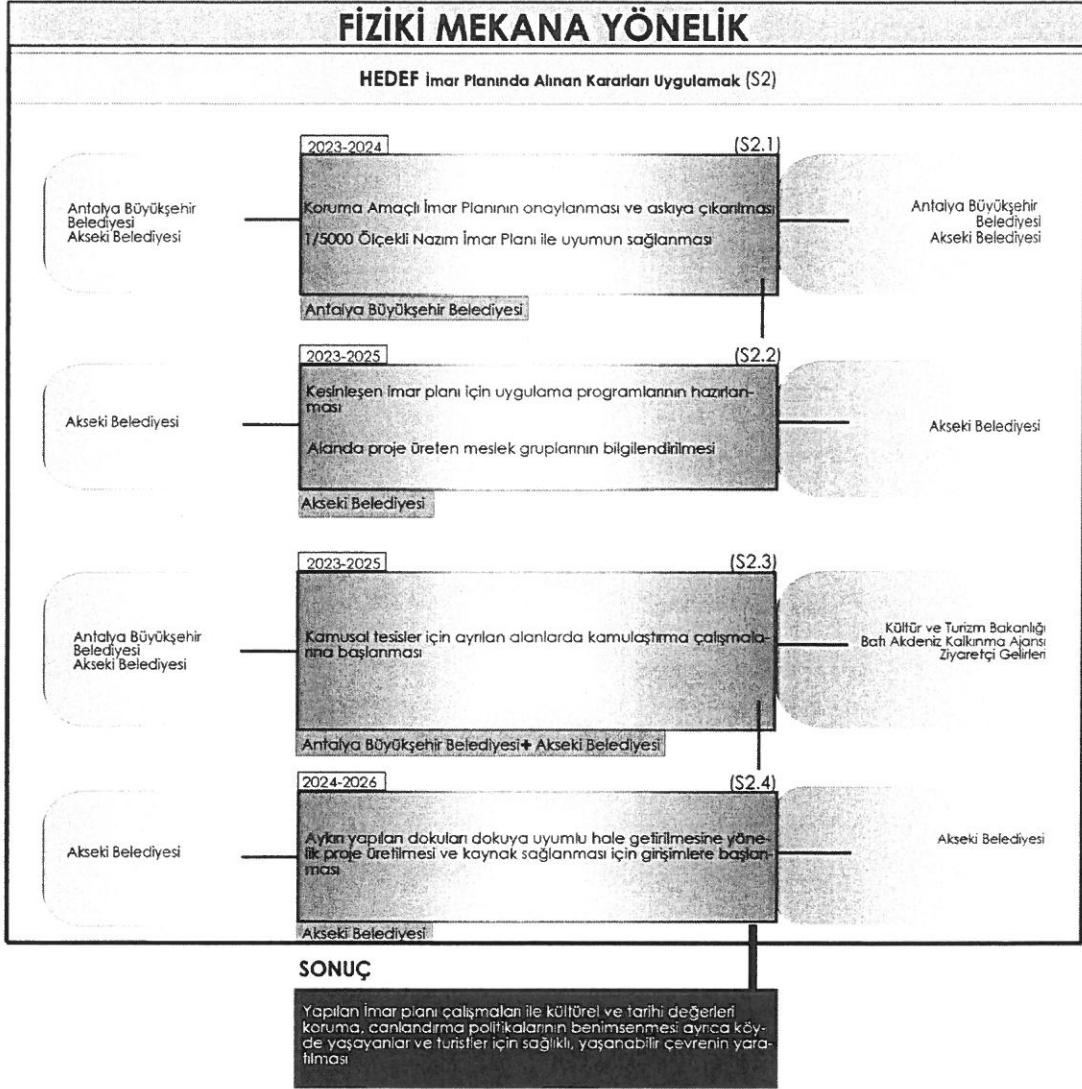 FİZİKİ MEKANA YÖNELİK
HEDEF İmar Planında Alınan Kararları Uygulamak (S2)
2023-2024
(S2.1)
Antalya Büyükşehir
Belediyesi
Akseki Belediyesi
Koruma Amaçlı İmar Planının onaylanması ve askıya çıkarılması
1/5000 Ölçekli Nazım İmar Planı ile uyumun sağlanması
Antalya Büyükşehir
Belediyesi
Akseki Belediyesi
Antalya Büyükşehir Belediyesi
2023-2025
(S2.2)
Akseki Belediyesi
Kesinleşen imar planı için uygulama programlarının hazırlan-
ması
Alanda proje üreten meslek gruplarının bilgilendirilmesi
Akseki Belediyesi
Akseki Belediyesi
2023-2025
(S2.3)
Antalya Büyükşehir
Belediyesi
Akseki Belediyesi
Kamusal tesisler için ayrılan alanlarda kamulaştırma çalışmala-
rına başlanması
Kültür ve Turizm Bakanlığı
Batı Akdeniz Kalkınma Ajansı
Ziyaretçi Gelirleri
Antalya Büyükşehir Belediyesi+ Akseki Belediyesi
2024-2026
(S2.4)
Akseki Belediyesi
Aykırı yapılan dokuları dokuya uyumlu hale getirilmesine yöne-
lik proje üretilmesi ve kaynak sağlanması için girişimlere başlan-
ması
Akseki Belediyesi
Akseki Belediyesi
SONUÇ
Yapılan İmar planı çalışmaları ile kültürel ve tarihi değerleri
koruma, canlandırma politikalarının benimsenmesi ayrıca köy-
de yaşayanlar ve turistler için sağlıklı, yaşanabilir çevrenin yara-
tılması